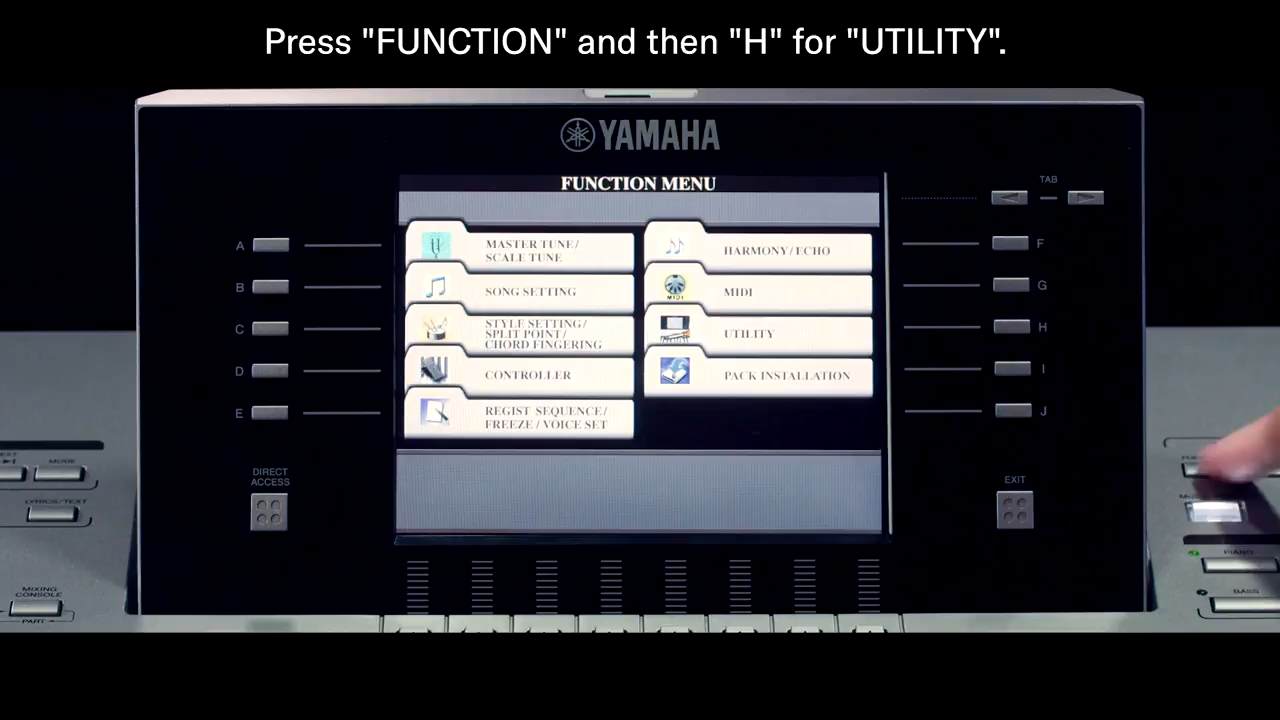 Press "FUNCTION" and then "H" for "UTILITY".
YAMAHA
FUNCTION MENU
TAB
A
MASTER TUNE/
SCALE TUNE
HARMONY/ECHO
F
B
SONG SETTING
MIDI
MIDI
G
C
STYLE SETTING/
SPLIT POINT/
CHORD FINGERING
UTILITY
H
D
CONTROLLER
PACK INSTALLATION
I
E
REGIST SEQUENCE/
FREEZE / VOICE SET
J
MODE
LYRICS/TEXT
DIRECT
ACCESS
EXIT
PIANO
BASS
MIXING
CONSOLE
PART